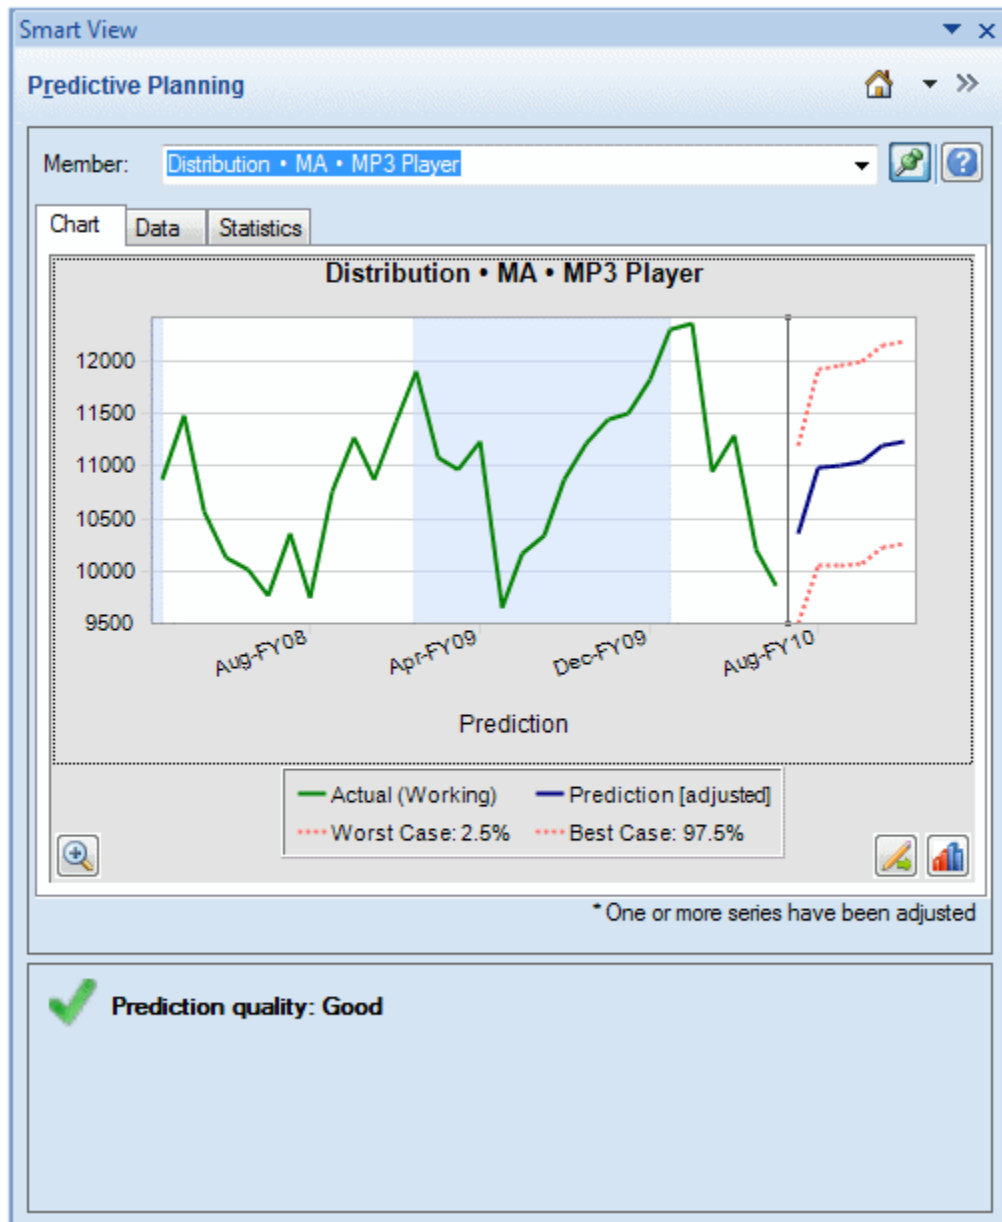 Smart View
Predictive Planning
Member: Distribution • MA • MP3 Player
Chart Data Statistics
Distribution • MA • MP3 Player
12000
11500
11000
10500
10000
9500
Aug-FY08 Apr-FY09 Dec-FY09 Aug-FY10
Prediction
Actual (Working) Prediction [adjusted]
Worst Case: 2.5% Best Case: 97.5%
* One or more series have been adjusted
Prediction quality: Good